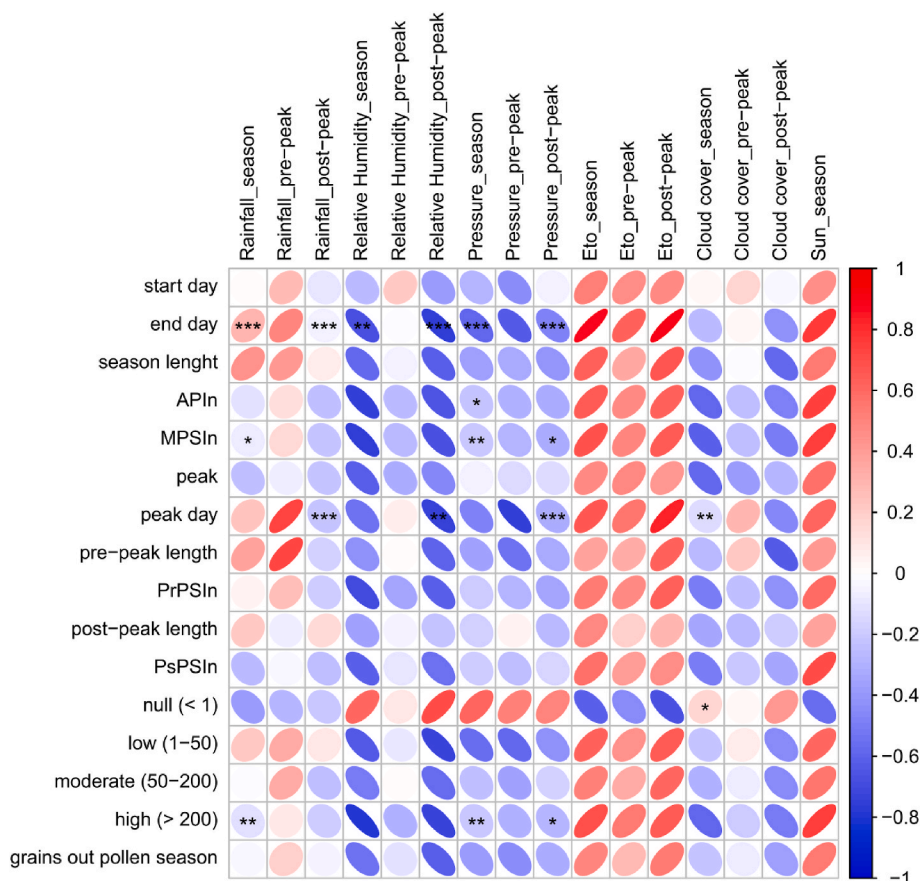 Rainfall_season
Rainfall_pre-peak
Rainfall_post-peak
Relative Humidity_season
Relative Humidity_pre-peak
Relative Humidity_post-peak
Pressure_season
Pressure_pre-peak
Pressure_post-peak
Eto_season
Eto_pre-peak
Eto_post-peak
Cloud cover_season
Cloud cover_pre-peak
Cloud cover_post-peak
Sun_season
start day
end day *** *** ** *** *** ***
season lenght
APIn *
MPSIn * ** *
peak
peak day *** ** *** **
pre-peak length
PrPSIn
post-peak length
PsPSIn
null (< 1) *
low (1−50)
moderate (50−200)
high (> 200) ** ** *
grains out pollen season
1
0.8
0.6
0.4
0.2
0
−0.2
−0.4
−0.6
−0.8
−1